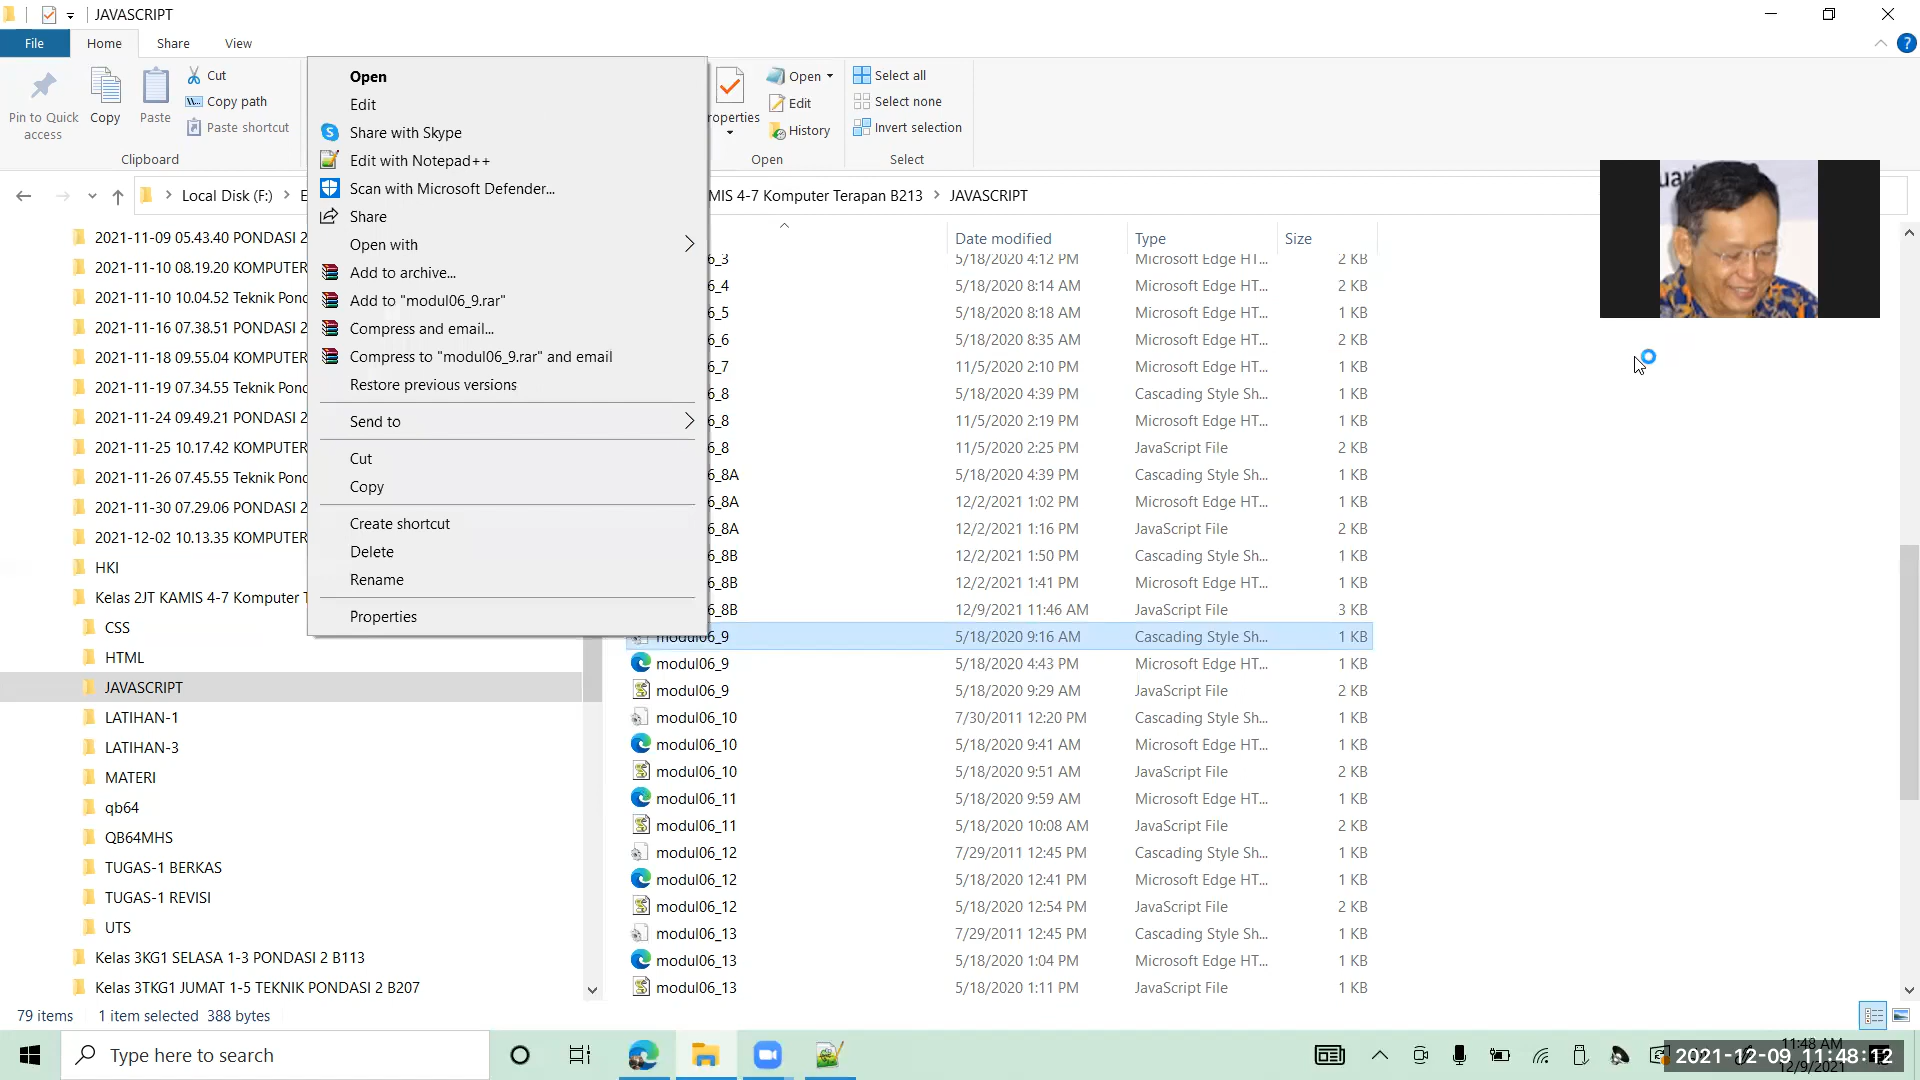 JAVASCRIPT
File
Home
Share
View
Pin to Quick
access
Copy
Paste
Cut
Copy path
Paste shortcut
Clipboard
Open
Edit
History
Open
Select all
Select none
Invert selection
Select
Local Disk (F:)
4-7 Komputer Terapan B213
JAVASCRIPT
Open
Edit
Share with Skype
Edit with Notepad++
Scan with Microsoft Defender...
Share
Open with
Add to archive...
Add to "modul06_9.rar"
Compress and email...
Compress to "modul06_9.rar" and email
Restore previous versions
Send to
Cut
Copy
Create shortcut
Delete
Rename
Properties
2021-11-09 05.43.40 PONDASI 2
2021-11-10 08.19.20 KOMPUTER
2021-11-10 10.04.52 Teknik Pond
2021-11-16 07.38.51 PONDASI 2
2021-11-18 09.55.04 KOMPUTER
2021-11-19 07.34.55 Teknik Pond
2021-11-24 09.49.21 PONDASI 2
2021-11-25 10.17.42 KOMPUTER
2021-11-26 07.45.55 Teknik Pond
2021-11-30 07.29.06 PONDASI 2
2021-12-02 10.13.35 KOMPUTER
HKI
Kelas 2JT KAMIS 4-7 Komputer
CSS
HTML
JAVASCRIPT
LATIHAN-1
LATIHAN-3
MATERI
qb64
QB64MHS
TUGAS-1 BERKAS
TUGAS-1 REVISI
UTS
Kelas 3KG1 SELASA 1-3 PONDASI 2 B113
Kelas 3TKG1 JUMAT 1-5 TEKNIK PONDASI 2 B207
Date modified Type Size
6_3 5/18/2020 4:12 PM Microsoft Edge HT... 2 KB
6_4 5/18/2020 8:14 AM Microsoft Edge HT... 2 KB
6_5 5/18/2020 8:18 AM Microsoft Edge HT... 1 KB
6_6 5/18/2020 8:35 AM Microsoft Edge HT... 2 KB
6_7 11/5/2020 2:10 PM Microsoft Edge HT... 1 KB
6_8 5/18/2020 4:39 PM Cascading Style Sh... 1 KB
6_8 11/5/2020 2:19 PM Microsoft Edge HT... 1 KB
6_8 11/5/2020 2:25 PM JavaScript File 2 KB
6_8A 5/18/2020 4:39 PM Cascading Style Sh... 1 KB
6_8A 12/2/2021 1:02 PM Microsoft Edge HT... 1 KB
6_8A 12/2/2021 1:16 PM JavaScript File 2 KB
6_8B 12/2/2021 1:50 PM Cascading Style Sh... 1 KB
6_8B 12/2/2021 1:41 PM Microsoft Edge HT... 1 KB
6_8B 12/9/2021 11:46 AM JavaScript File 3 KB
modul06_9 5/18/2020 9:16 AM Cascading Style Sh... 1 KB
modul06_9 5/18/2020 4:43 PM Microsoft Edge HT... 1 KB
modul06_9 5/18/2020 9:29 AM JavaScript File 2 KB
modul06_10 7/30/2011 12:20 PM Cascading Style Sh... 1 KB
modul06_10 5/18/2020 9:41 AM Microsoft Edge HT... 1 KB
modul06_10 5/18/2020 9:51 AM JavaScript File 2 KB
modul06_11 5/18/2020 9:59 AM Microsoft Edge HT... 1 KB
modul06_11 5/18/2020 10:08 AM JavaScript File 2 KB
modul06_12 7/29/2011 12:45 PM Cascading Style Sh... 1 KB
modul06_12 5/18/2020 12:41 PM Microsoft Edge HT... 1 KB
modul06_12 5/18/2020 12:54 PM JavaScript File 2 KB
modul06_13 7/29/2011 12:45 PM Cascading Style Sh... 1 KB
modul06_13 5/18/2020 1:04 PM Microsoft Edge HT... 1 KB
modul06_13 5/18/2020 1:11 PM JavaScript File 1 KB
79 items 1 item selected 388 bytes
Type here to search
11:48 AM
2021-12-09 11:48:12
12/9/2021